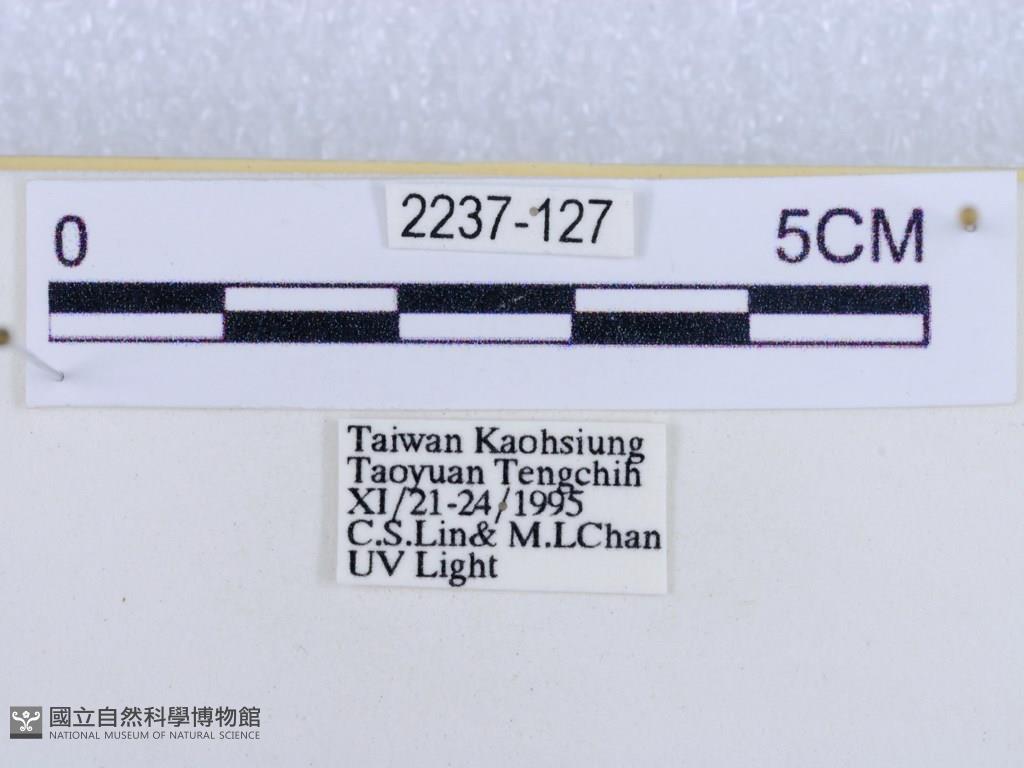 2237-127
0 5CM
Taiwan Kaohsiung
Taoyuan Tengchih
XI/21-24/1995
C.S.Lin& M.LChan
UV Light
國立自然科學博物館
NATIONAL MUSEUM OF NATURAL SCIENCE